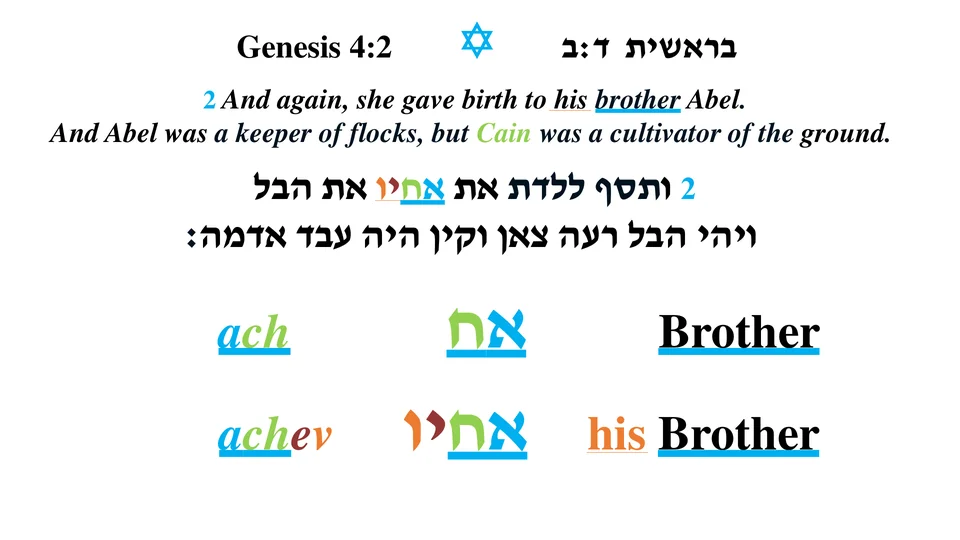 Genesis 4:2 ✡ בראשית ד:ב
2 And again, she gave birth to his brother Abel.
And Abel was a keeper of flocks, but Cain was a cultivator of the ground.
2 ותסף ללדת את אחיו את הבל
ויהי הבל רעה צאן וקין היה עבד אדמה:
ach אח Brother
achev אחיו his Brother